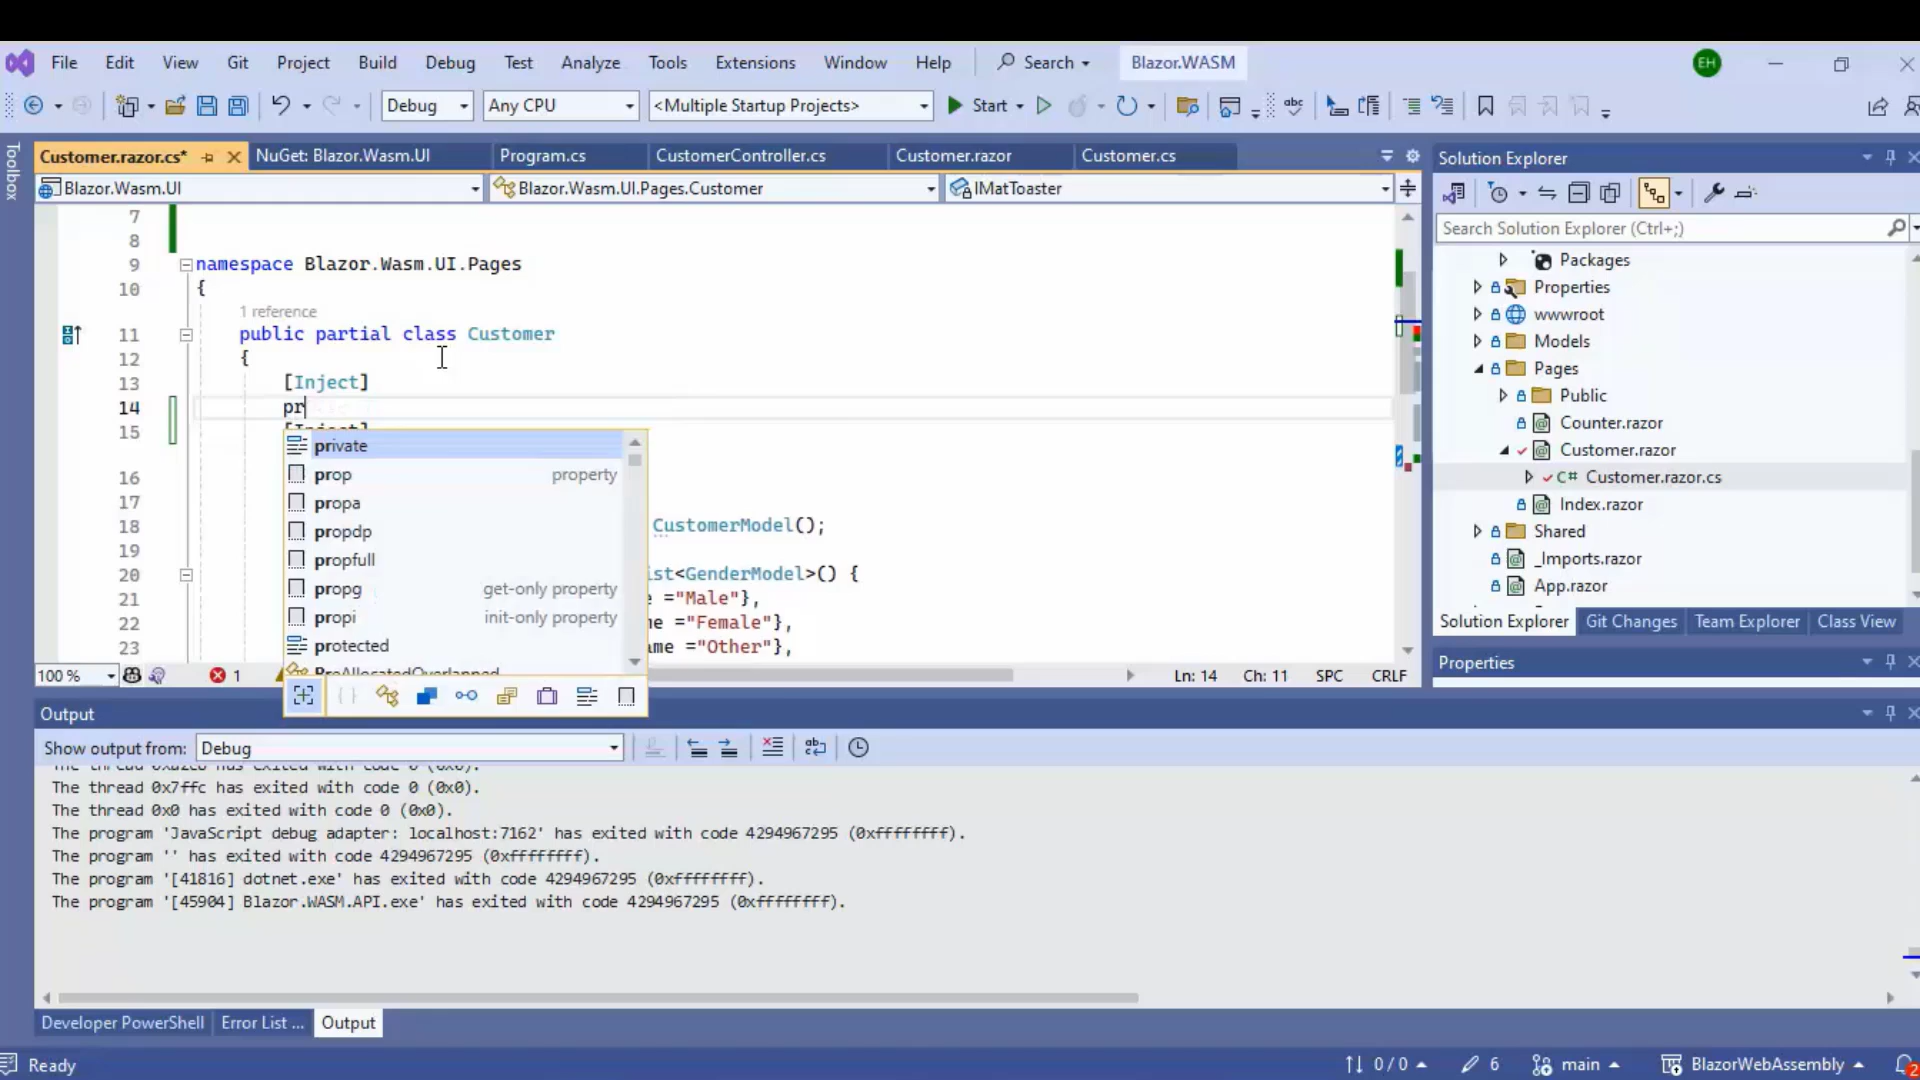 File Edit View Git Project Build Debug Test Analyze Tools Extensions Window Help Search Blazor.WASM EH
Debug Any CPU <Multiple Startup Projects> Start
Toolbox
Customer.razor.cs* NuGet: Blazor.Wasm.UI Program.cs CustomerController.cs Customer.razor Customer.cs
Blazor.Wasm.UI Blazor.Wasm.UI.Pages.Customer IMatToaster
7
8
9 namespace Blazor.Wasm.UI.Pages
10 {
1 reference
11 public partial class Customer
12 {
13 [Inject]
14 pr
15 [Inject]
16
17
18 CustomerModel();
19
20 ist<GenderModel>() {
21 e ="Male"},
22 me ="Female"},
23 ame ="Other"},
private
prop property
propa
propdp
propfull
propg get-only property
propi init-only property
protected
PreAllocatedOverlapped
100 % 1 Ln: 14 Ch: 11 SPC CRLF
Solution Explorer
Search Solution Explorer (Ctrl+;)
Packages
Properties
wwwroot
Models
Pages
Public
Counter.razor
Customer.razor
C# Customer.razor.cs
Index.razor
Shared
_Imports.razor
App.razor
Solution Explorer Git Changes Team Explorer Class View
Properties
Output
Show output from: Debug
The thread 0x7ffc has exited with code 0 (0x0).
The thread 0x0 has exited with code 0 (0x0).
The program 'JavaScript debug adapter: localhost:7162' has exited with code 4294967295 (0xffffffff).
The program '' has exited with code 4294967295 (0xffffffff).
The program '[41816] dotnet.exe' has exited with code 4294967295 (0xffffffff).
The program '[45904] Blazor.WASM.API.exe' has exited with code 4294967295 (0xffffffff).
Developer PowerShell Error List ... Output
Ready 0 / 0 6 main BlazorWebAssembly 2